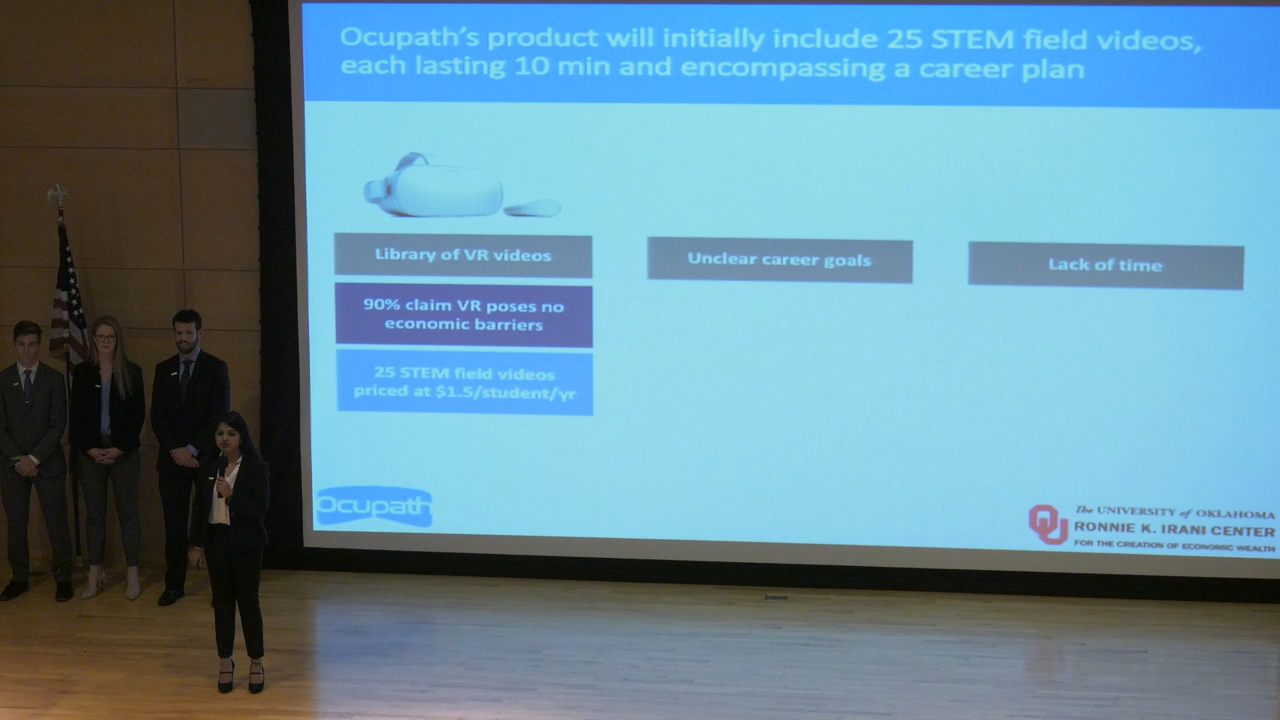 Ocupath's product will initially include 25 STEM field videos,
each lasting 10 min and encompassing a career plan
Library of VR videos
Unclear career goals
Lack of time
90% claim VR poses no
economic barriers
25 STEM field videos
priced at $1.5/student/yr
Ocupath
OU
The UNIVERSITY of OKLAHOMA
RONNIE K. IRANI CENTER
FOR THE CREATION OF ECONOMIC WEALTH